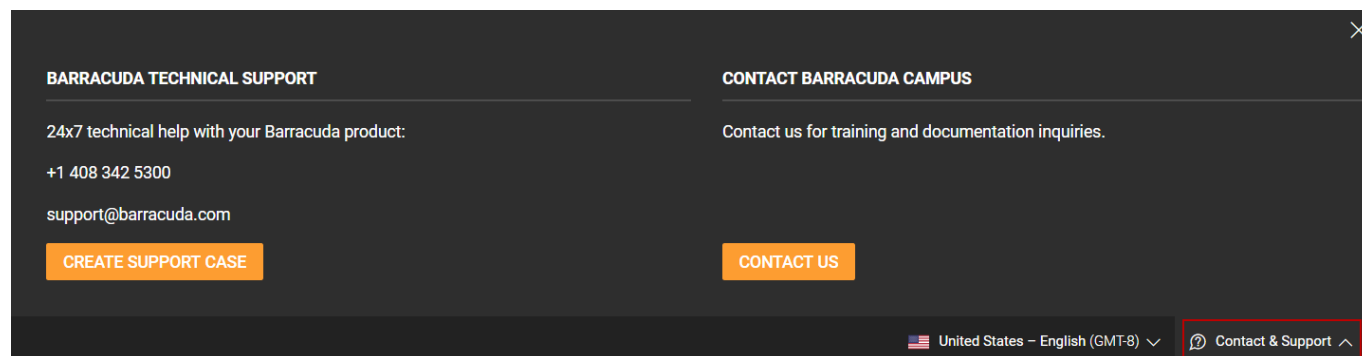 BARRACUDA TECHNICAL SUPPORT
24x7 technical help with your Barracuda product:
+1 408 342 5300
support@barracuda.com
CREATE SUPPORT CASE
CONTACT BARRACUDA CAMPUS
Contact us for training and documentation inquiries.
CONTACT US
United States – English (GMT-8)
Contact & Support